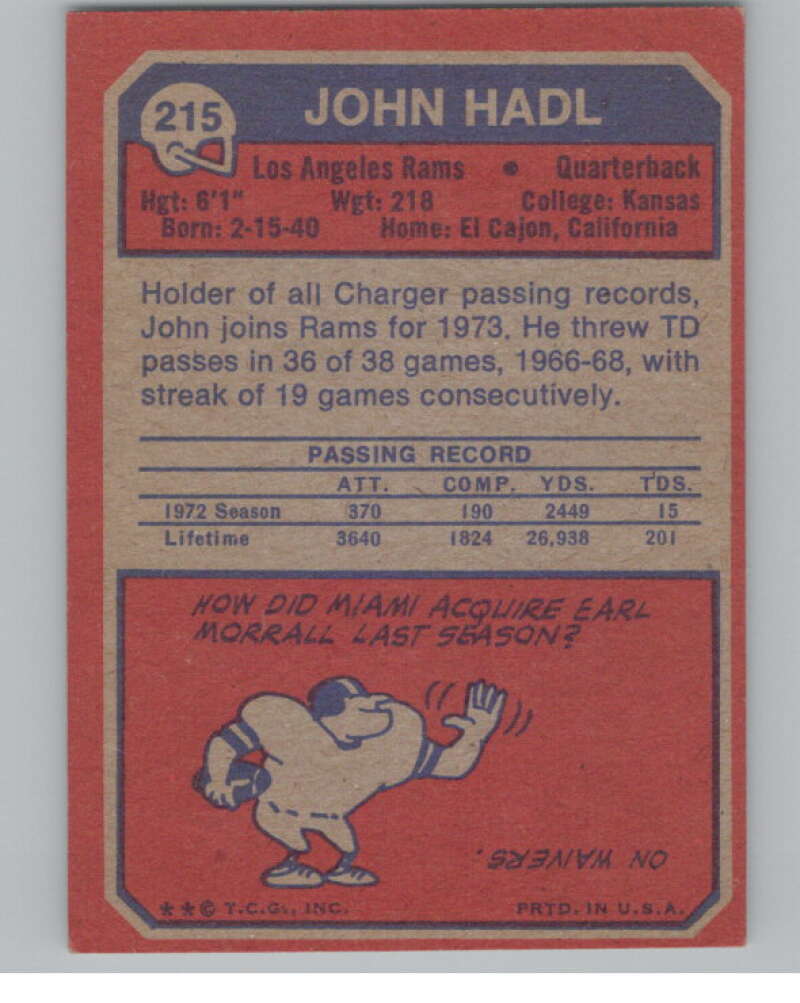 215
JOHN HADL
Los Angeles Rams • Quarterback
Hgt: 6'1" Wgt: 218 College: Kansas
Born: 2-15-40 Home: El Cajon, California
Holder of all Charger passing records,
John joins Rams for 1973. He threw TD
passes in 36 of 38 games, 1966-68, with
streak of 19 games consecutively.
PASSING RECORD
ATT. COMP. YDS. TDS.
1972 Season 370 190 2449 15
Lifetime 3640 1824 26,938 201
HOW DID MIAMI ACQUIRE EARL
MORRALL LAST SEASON?
ON WAIVERS.
**© T.C.G., INC. PRTD. IN U.S.A.